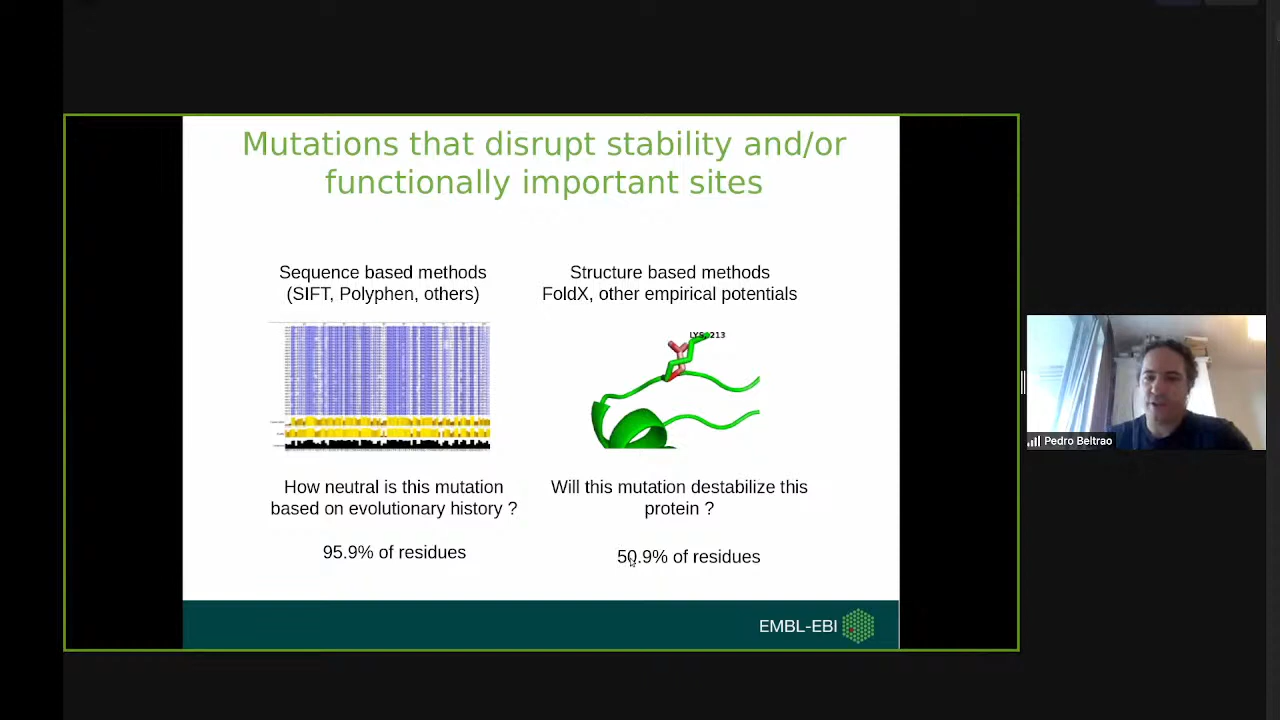 Mutations that disrupt stability and/or
functionally important sites
Sequence based methods
(SIFT, Polyphen, others)
Structure based methods
FoldX, other empirical potentials
How neutral is this mutation
based on evolutionary history ?
95.9% of residues
Will this mutation destabilize this
protein ?
50.9% of residues
EMBL-EBI
Pedro Beltrao